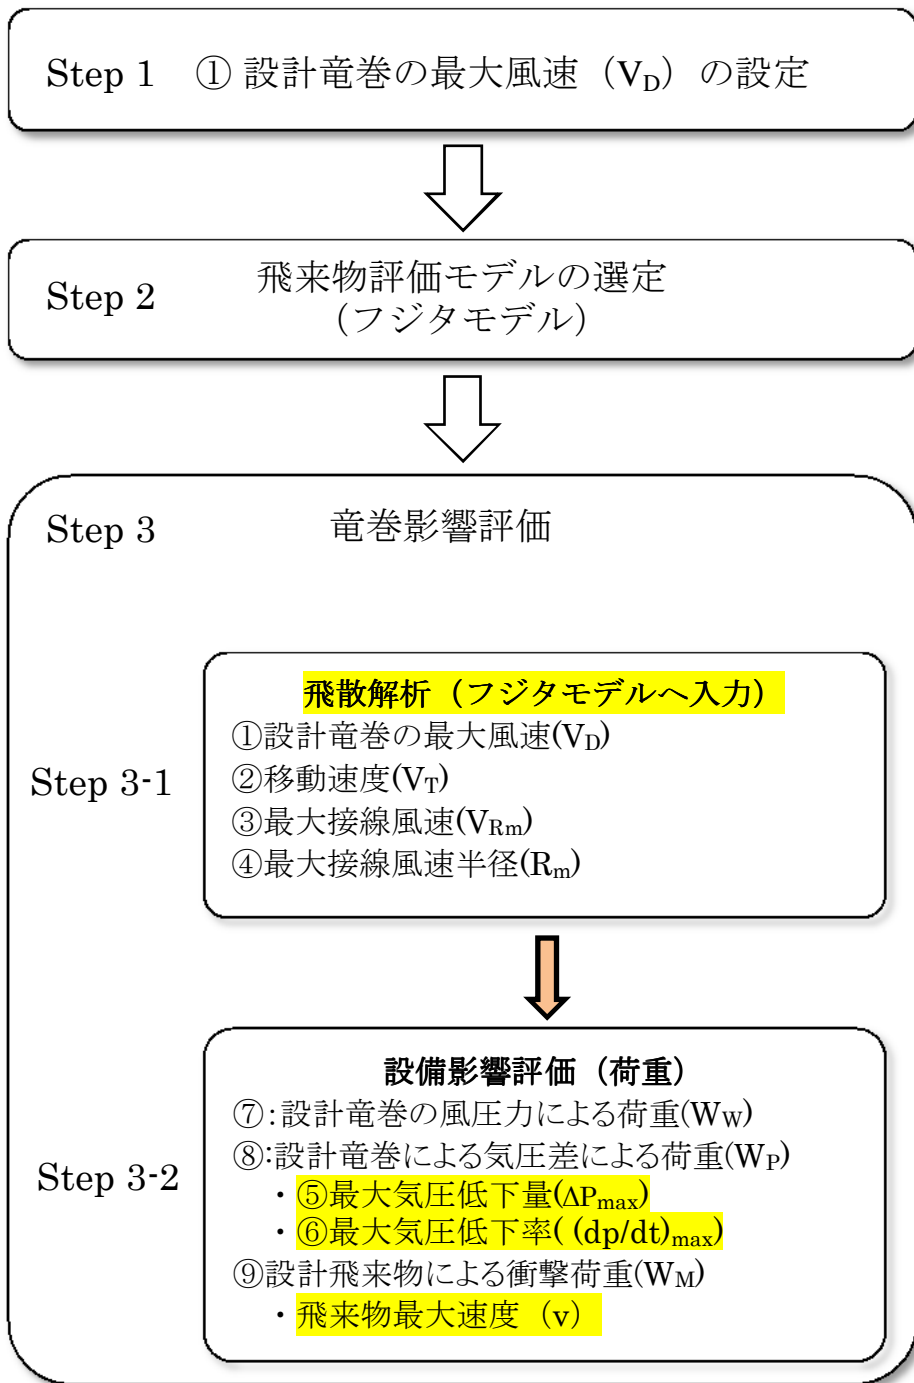 Step 1 ① 設計竜巻の最大風速（VD）の設定
Step 2
飛来物評価モデルの選定
（フジタモデル）
Step 3 竜巻影響評価
Step 3-1
飛散解析（フジタモデルへ入力）
①設計竜巻の最大風速(VD)
②移動速度(VT)
③最大接線風速(VRm)
④最大接線風速半径(Rm)
Step 3-2
設備影響評価（荷重）
⑦:設計竜巻の風圧力による荷重(WW)
⑧:設計竜巻による気圧差による荷重(WP)
・⑤最大気圧低下量(ΔPmax)
・⑥最大気圧低下率( (dp/dt)max)
⑨設計飛来物による衝撃荷重(WM)
・飛来物最大速度（v）